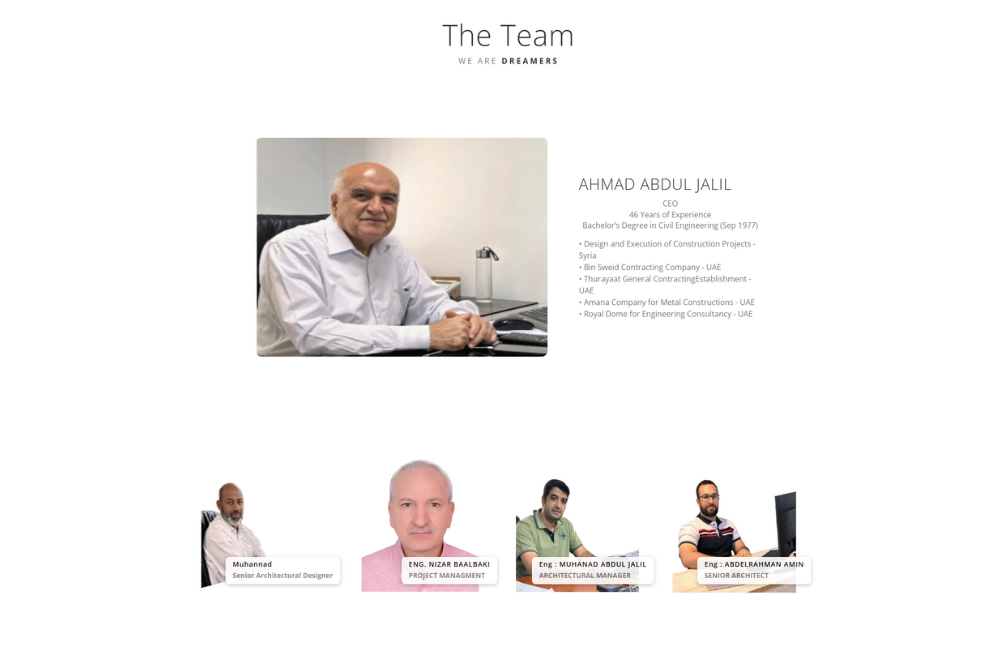 The Team
WE ARE DREAMERS
AHMAD ABDUL JALIL
CEO
46 Years of Experience
Bachelor's Degree in Civil Engineering (Sep 1977)
• Design and Execution of Construction Projects -
Syria
• Bin Sweid Contracting Company - UAE
• Thurayaat General ContractingEstablishment -
UAE
• Amana Company for Metal Constructions - UAE
• Royal Dome for Engineering Consultancy - UAE
Muhannad
Senior Architectural Designer
ENG. NIZAR BAALBAKI
PROJECT MANAGMENT
Eng : MUHANAD ABDUL JALIL
ARCHITECTURAL MANAGER
Eng : ABDELRAHMAN AMIN
SENIOR ARCHITECT